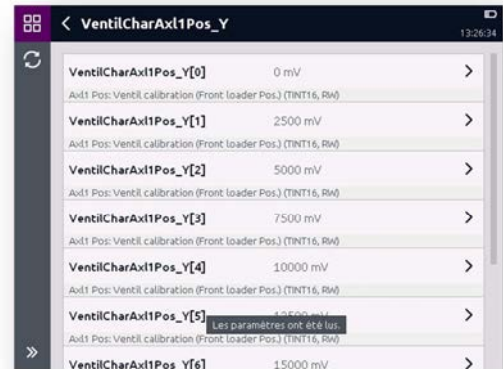 VentilCharAxl1Pos_Y
13:26:34
VentilCharAxl1Pos_Y[0] 0 mV
Axl1 Pos: Ventil calibration (Front loader Pos.) (TINT16, RW)
VentilCharAxl1Pos_Y[1] 2500 mV
Axl1 Pos: Ventil calibration (Front loader Pos.) (TINT16, RW)
VentilCharAxl1Pos_Y[2] 5000 mV
Axl1 Pos: Ventil calibration (Front loader Pos.) (TINT16, RW)
VentilCharAxl1Pos_Y[3] 7500 mV
Axl1 Pos: Ventil calibration (Front loader Pos.) (TINT16, RW)
VentilCharAxl1Pos_Y[4] 10000 mV
Axl1 Pos: Ventil calibration (Front loader Pos.) (TINT16, RW)
VentilCharAxl1Pos_Y[5] 12500 mV
Les paramètres ont été lus.
Axl1 Pos: Ventil calibration (Front loader Pos.) (TINT16, RW)
VentilCharAxl1Pos_Y[6] 15000 mV